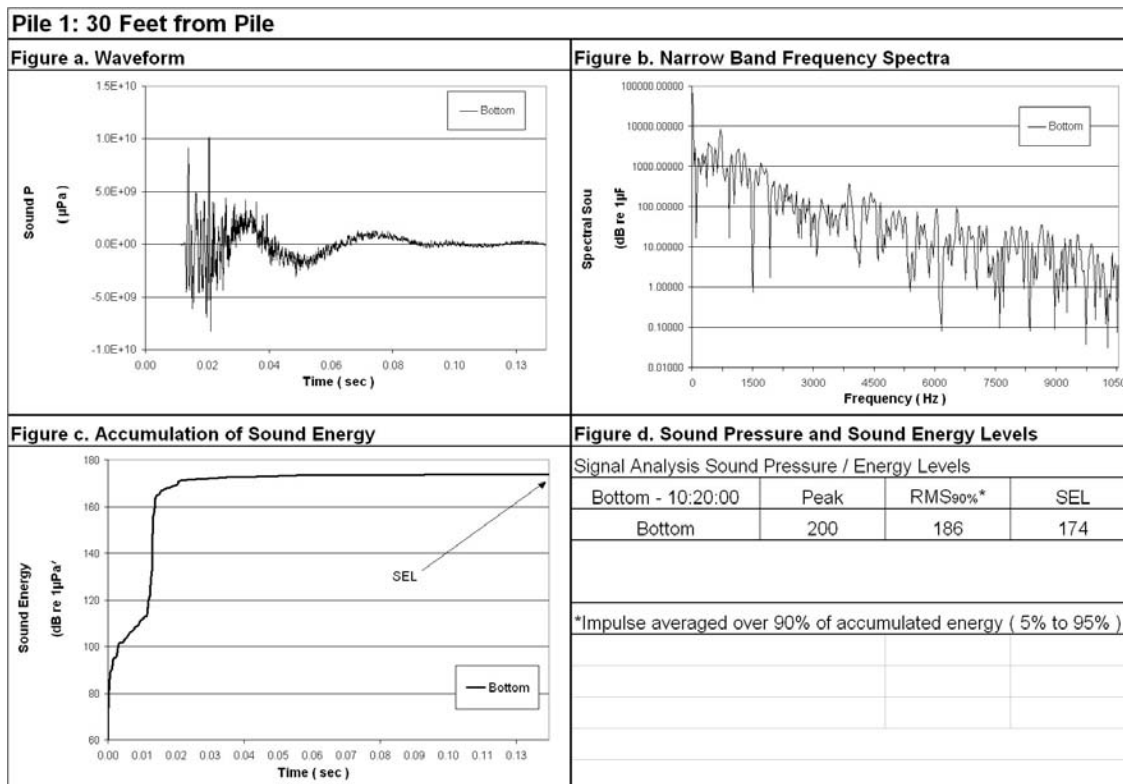 Pile 1: 30 Feet from Pile
Figure a. Waveform
1.5E+10
1.0E+10
5.0E+09
0.0E+00
-5.0E+09
-1.0E+10
Sound P
( µPa )
Bottom
0.00 0.02 0.04 0.06 0.08 0.10 0.13
Time ( sec )
Figure b. Narrow Band Frequency Spectra
100000.00000
10000.00000
1000.00000
100.00000
10.00000
1.00000
0.10000
0.01000
Spectral Sou
(dB re 1µF
Bottom
0 1500 3000 4500 6000 7500 9000 1050
Frequency ( Hz )
Figure c. Accumulation of Sound Energy
180
160
140
120
100
80
60
Sound Energy
(dB re 1µPa
SEL
Bottom
0.00 0.01 0.02 0.03 0.04 0.05 0.06 0.07 0.08 0.09 0.10 0.12 0.13
Time ( sec )
Figure d. Sound Pressure and Sound Energy Levels
Signal Analysis Sound Pressure / Energy Levels
Bottom - 10:20:00 Peak RMS90%* SEL
Bottom 200 186 174
*Impulse averaged over 90% of accumulated energy ( 5% to 95% )